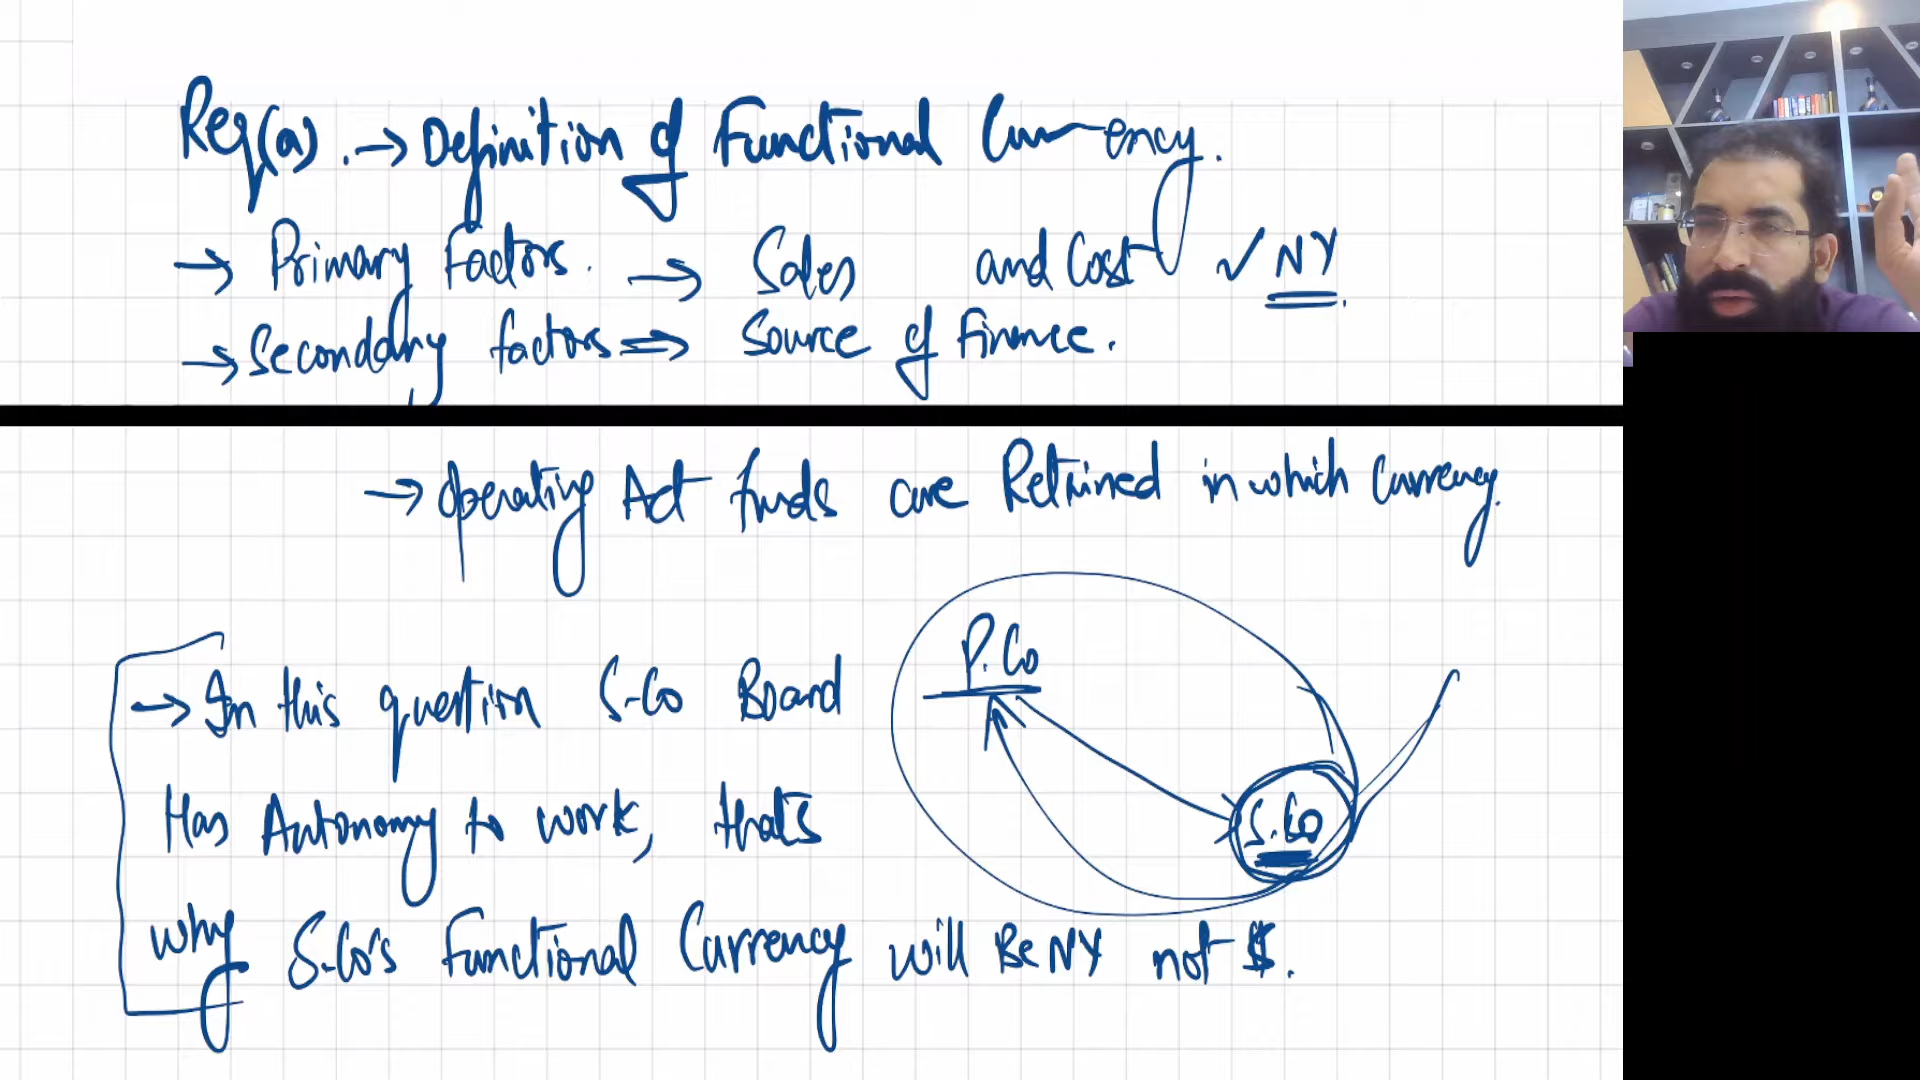 Req(a). → Definition of Functional Currency.
→ Primary Factors. → Sales and Cost ✓ NY.
→ Secondary factors ⇒ Source of Finance.
→ Operating Act funds are Retained in which Currency.
P.Co
→ In this question S-Co Board
S.Co
Has Autonomy to work, that's
why S-Co's Functional Currency will Be NY not $.